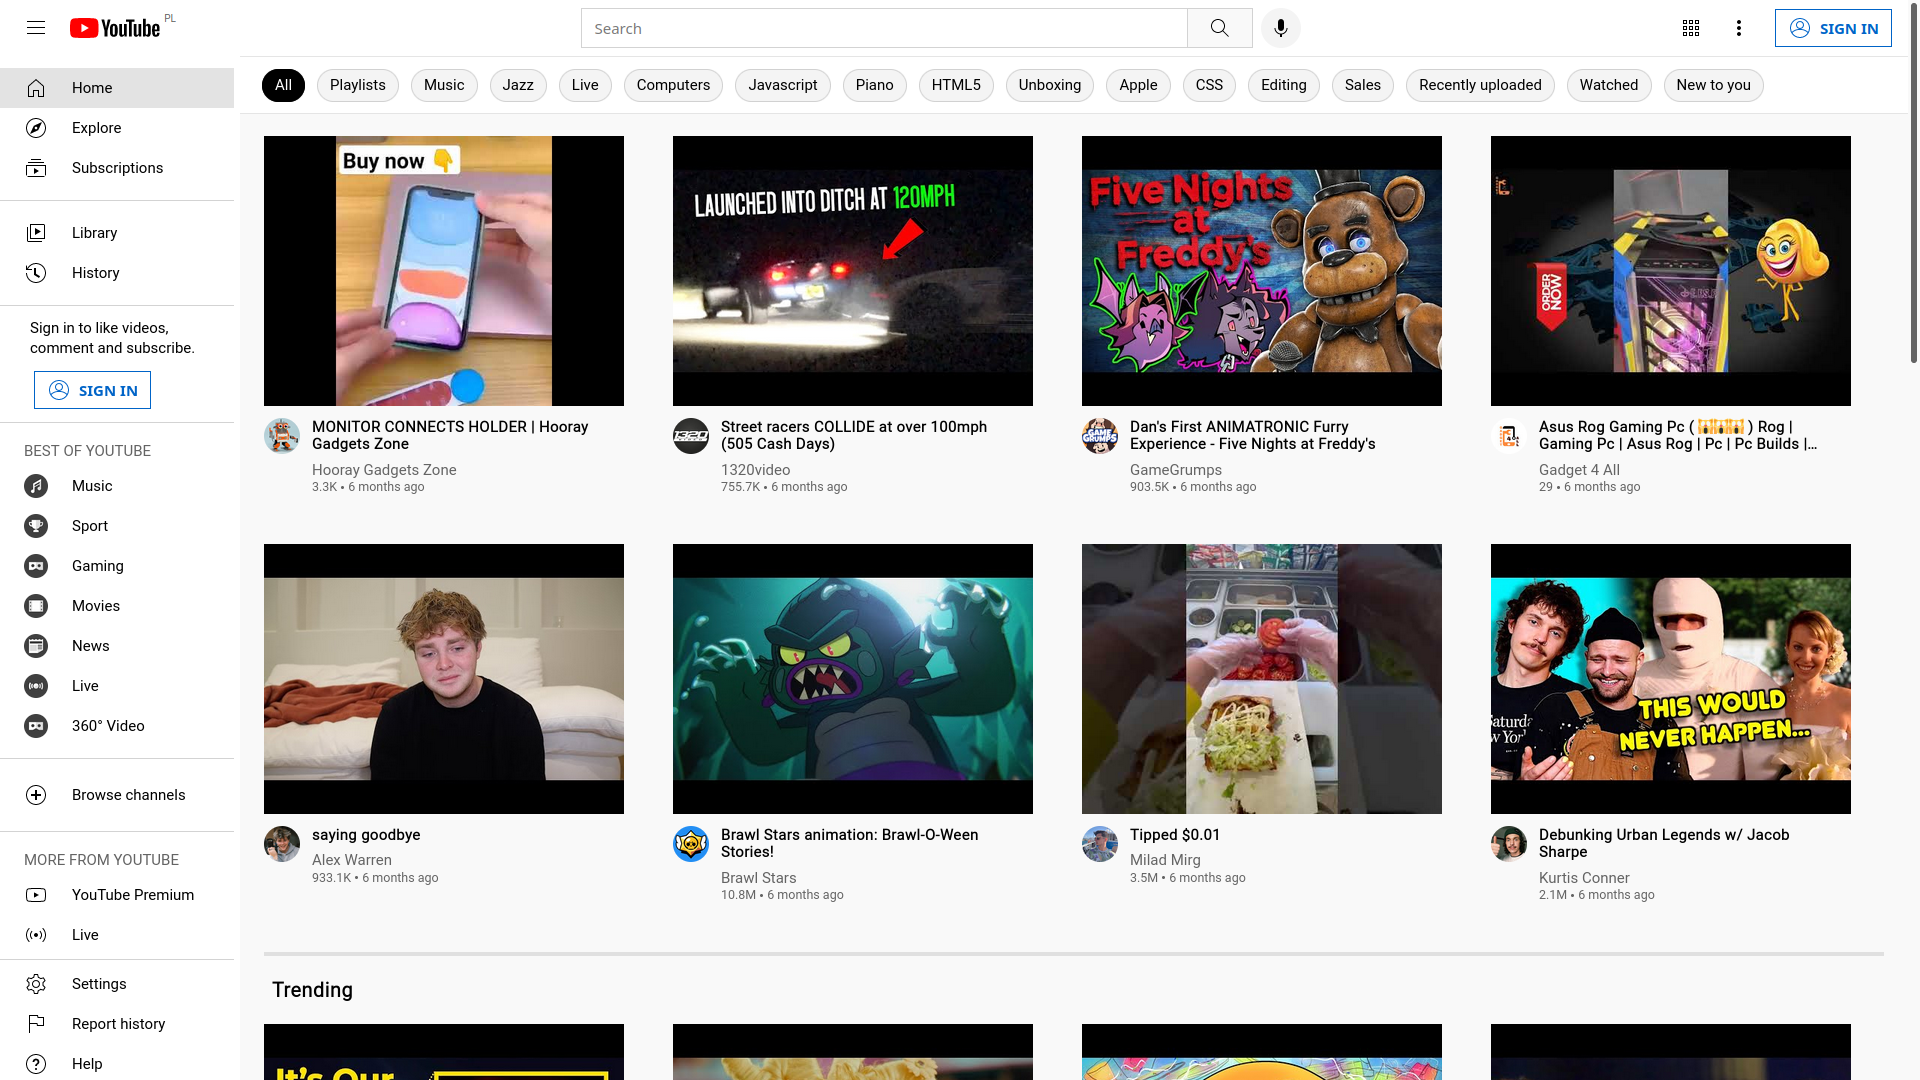 YouTube PL
Search
SIGN IN
All
Playlists
Music
Jazz
Live
Computers
Javascript
Piano
HTML5
Unboxing
Apple
CSS
Editing
Sales
Recently uploaded
Watched
New to you
Home
Explore
Subscriptions
Library
History
Sign in to like videos,
comment and subscribe.
SIGN IN
BEST OF YOUTUBE
Music
Sport
Gaming
Movies
News
Live
360° Video
Browse channels
MORE FROM YOUTUBE
YouTube Premium
Live
Settings
Report history
Help
Buy now 👇
MONITOR CONNECTS HOLDER | Hooray
Gadgets Zone
Hooray Gadgets Zone
3.3K • 6 months ago
LAUNCHED INTO DITCH AT 120MPH
1320
Street racers COLLIDE at over 100mph
(505 Cash Days)
1320video
755.7K • 6 months ago
Five Nights
at
Freddy's
GAME
GRUMPS
Dan's First ANIMATRONIC Furry
Experience - Five Nights at Freddy's
GameGrumps
903.5K • 6 months ago
ORDER
NOW
Asus Rog Gaming Pc ( 🙌🙌🙌 ) Rog |
Gaming Pc | Asus Rog | Pc | Pc Builds |...
Gadget 4 All
29 • 6 months ago
saying goodbye
Alex Warren
933.1K • 6 months ago
Brawl Stars animation: Brawl-O-Ween
Stories!
Brawl Stars
10.8M • 6 months ago
Tipped $0.01
Milad Mirg
3.5M • 6 months ago
THIS WOULD
NEVER HAPPEN...
Debunking Urban Legends w/ Jacob
Sharpe
Kurtis Conner
2.1M • 6 months ago
Trending
It's Our